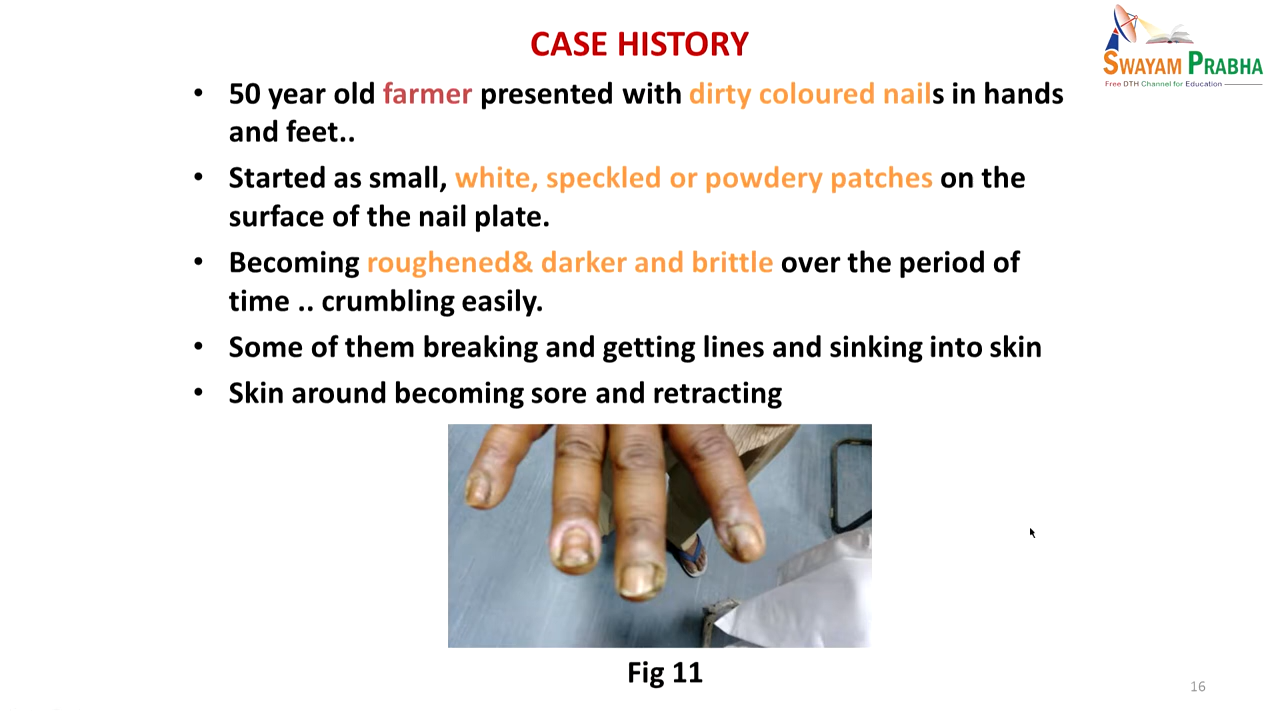 CASE HISTORY
SWAYAM PRABHA
Free DTH Channel for Education
• 50 year old farmer presented with dirty coloured nails in hands
and feet..
• Started as small, white, speckled or powdery patches on the
surface of the nail plate.
• Becoming roughened& darker and brittle over the period of
time .. crumbling easily.
• Some of them breaking and getting lines and sinking into skin
• Skin around becoming sore and retracting
Fig 11
16